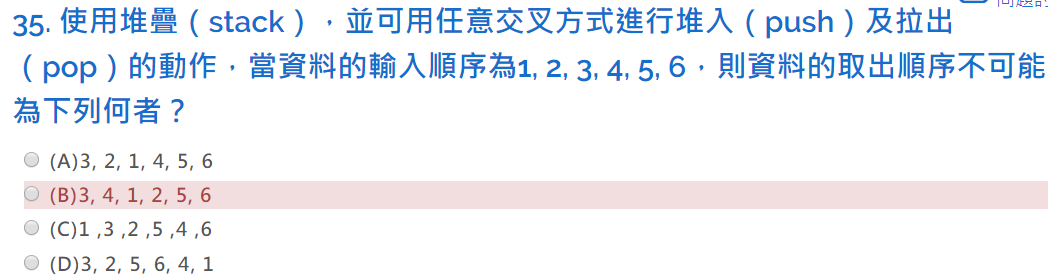 35. 使用堆疊（stack），並可用任意交叉方式進行堆入（push）及拉出
（pop）的動作，當資料的輸入順序為1, 2, 3, 4, 5, 6，則資料的取出順序不可能
為下列何者？
(A)3, 2, 1, 4, 5, 6
(B)3, 4, 1, 2, 5, 6
(C)1 ,3 ,2 ,5 ,4 ,6
(D)3, 2, 5, 6, 4, 1